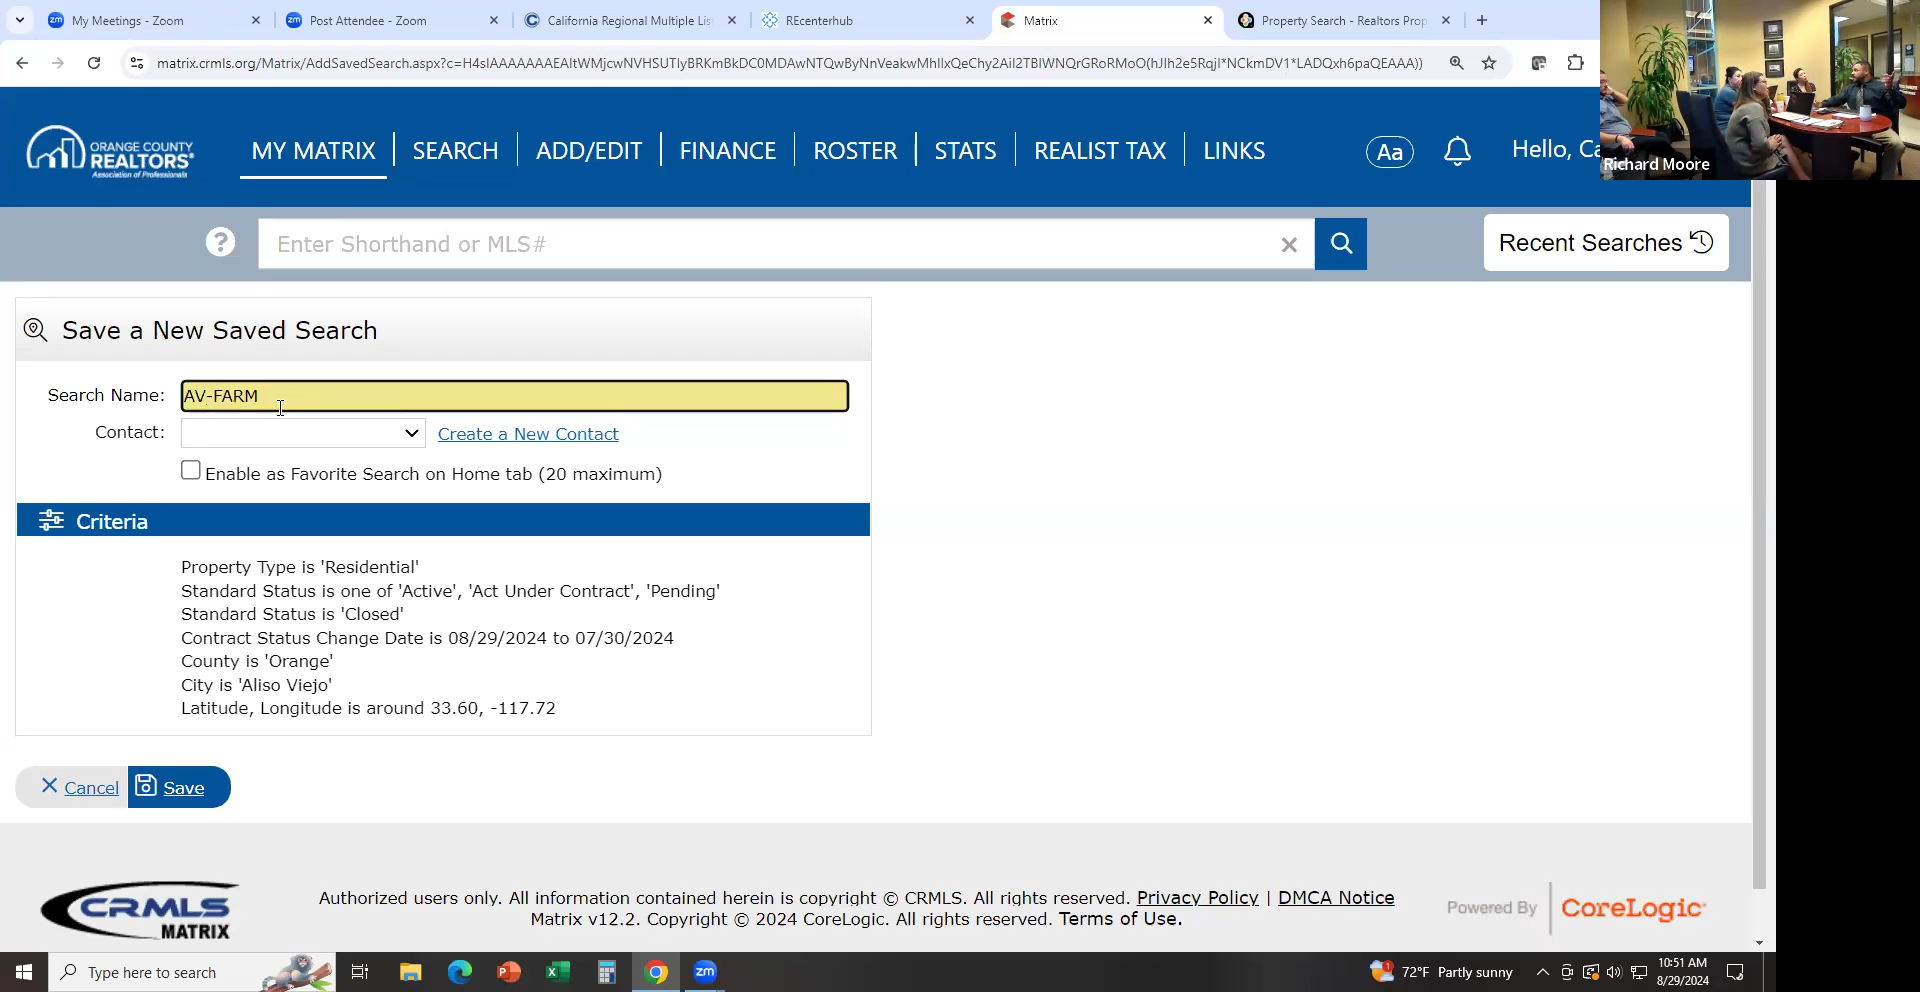 My Meetings - Zoom
Post Attendee - Zoom
California Regional Multiple Lis
REcenterhub
Matrix
Property Search - Realtors Prop
matrix.crmls.org/Matrix/AddSavedSearch.aspx?c=H4sIAAAAAAAEAItWMjcwNVHSUTIyBRKmBkDC0MDAwNTQwByNnVeakwMhIIxQeChy2AiI2TBIWNQrGRoRMoO(hJIh2e5RqjI*NCkmDV1*LADQxh6paQEAAA))
Richard Moore
ORANGE COUNTY
REALTORS®
Association of Professionals
MY MATRIX
SEARCH
ADD/EDIT
FINANCE
ROSTER
STATS
REALIST TAX
LINKS
Aa
Hello, Ca
Enter Shorthand or MLS#
Recent Searches
Save a New Saved Search
Search Name: AV-FARM
Contact:
Create a New Contact
Enable as Favorite Search on Home tab (20 maximum)
Criteria
Property Type is 'Residential'
Standard Status is one of 'Active', 'Act Under Contract', 'Pending'
Standard Status is 'Closed'
Contract Status Change Date is 08/29/2024 to 07/30/2024
County is 'Orange'
City is 'Aliso Viejo'
Latitude, Longitude is around 33.60, -117.72
Cancel
Save
CRMLS
MATRIX
Authorized users only. All information contained herein is copyright © CRMLS. All rights reserved. Privacy Policy | DMCA Notice
Matrix v12.2. Copyright © 2024 CoreLogic. All rights reserved. Terms of Use.
Powered By
CoreLogic
Type here to search
72°F Partly sunny
10:51 AM
8/29/2024